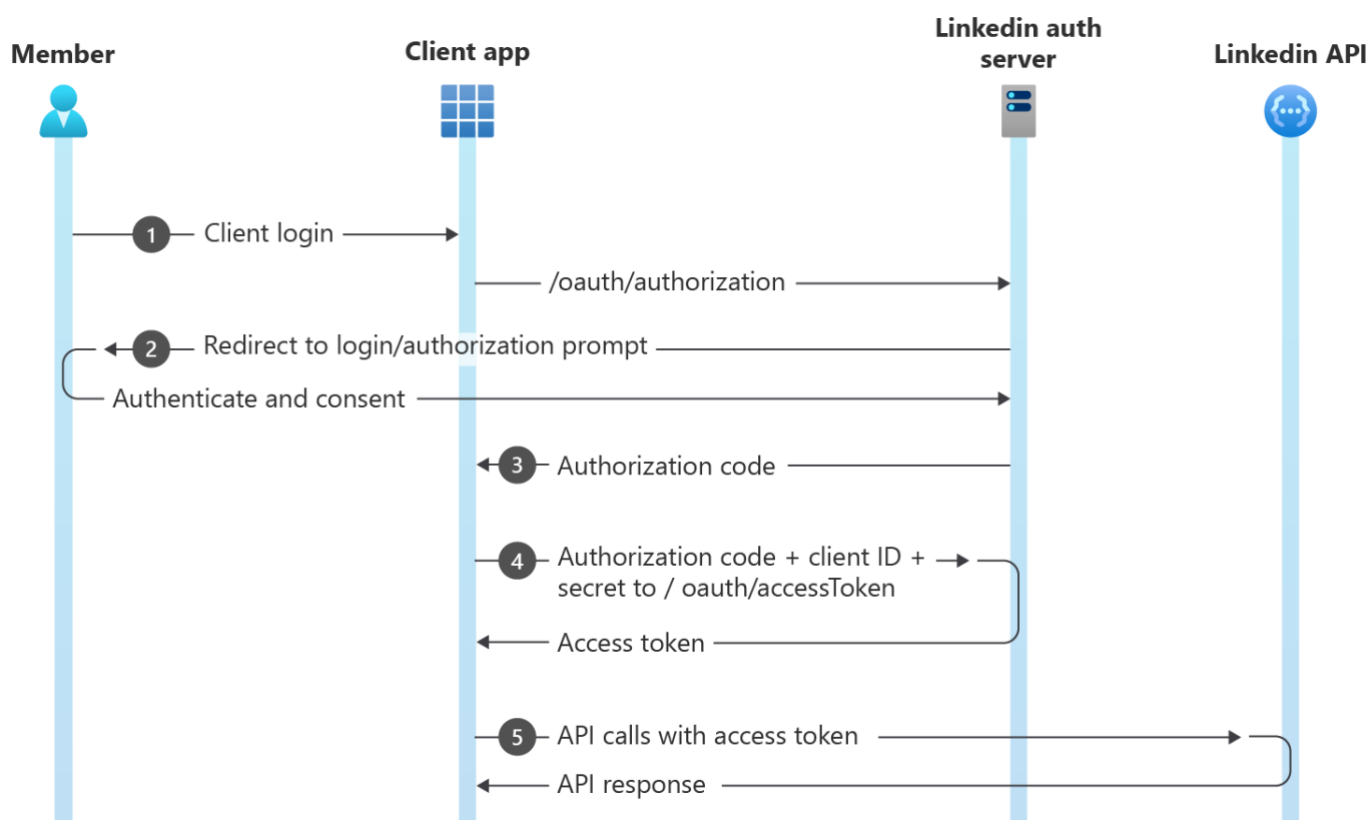 Member
Client app
Linkedin auth
server
Linkedin API
1 Client login
/oauth/authorization
2 Redirect to login/authorization prompt
Authenticate and consent
3 Authorization code
4 Authorization code + client ID +
secret to / oauth/accessToken
Access token
5 API calls with access token
API response